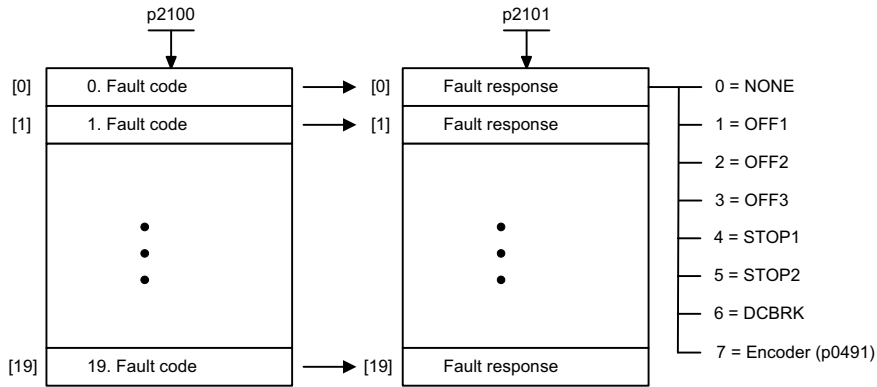 p2100 p2101
[0] 0. Fault code [0] Fault response 0 = NONE
[1] 1. Fault code [1] Fault response 1 = OFF1
2 = OFF2
3 = OFF3
4 = STOP1
5 = STOP2
6 = DCBRK
7 = Encoder (p0491)
[19] 19. Fault code [19] Fault response